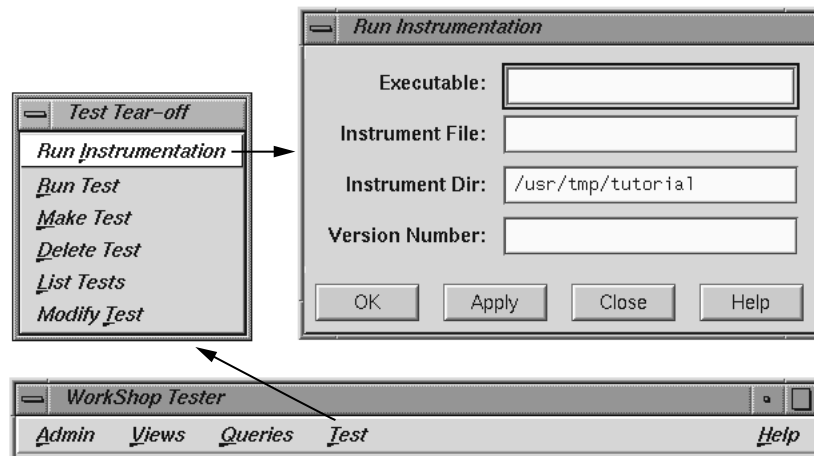 Run Instrumentation
Executable:
Instrument File:
Instrument Dir: /usr/tmp/tutorial
Version Number:
OK Apply Close Help
Test Tear-off
Run Instrumentation
Run Test
Make Test
Delete Test
List Tests
Modify Test
WorkShop Tester
Admin Views Queries Test Help